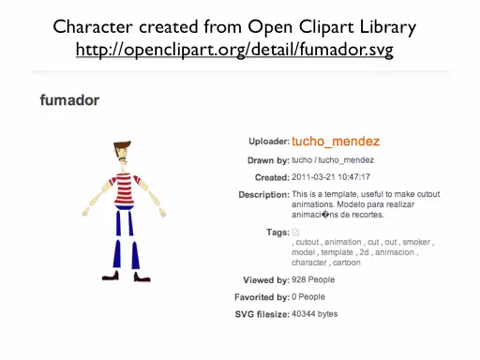 Character created from Open Clipart Library
http://openclipart.org/detail/fumador.svg
fumador
Uploader: tucho_mendez
Drawn by: tucho / tucho_mendez
Created: 2011-03-21 10:47:17
Description: This is a template, useful to make cutout
animations. Modelo para realizar
animaci�ns de recortes.
Tags:
, cutout , animation , cut , out , smoker ,
model , template , 2d , animacion ,
character , cartoon
Viewed by: 928 People
Favorited by: 0 People
SVG filesize: 40344 bytes